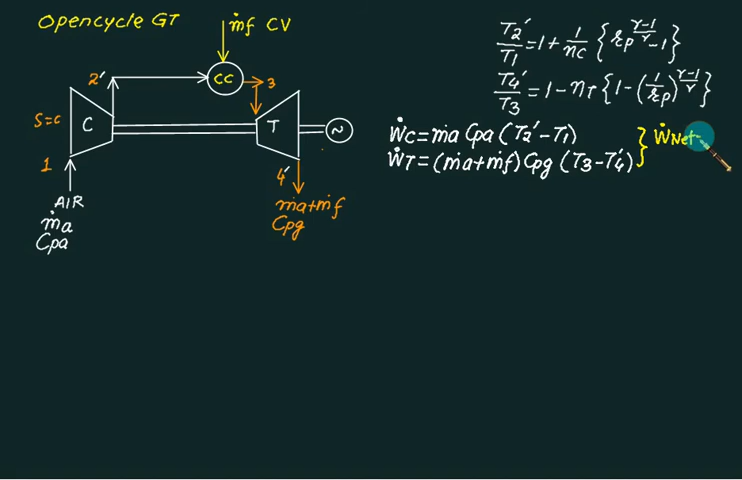 Opencycle GT
ṁf CV
2'
CC
3
S=C
C
T
~
1
4'
AIR
ṁa
Cpa
ṁa+ṁf
Cpg
T2'/T1 = 1 + 1/ηc {rp^((γ-1)/γ) - 1}
T4'/T3 = 1 - ηT {1 - (1/rp)^((γ-1)/γ)}
ẆC = ṁa Cpa (T2' - T1)
ẆT = (ṁa+ṁf) Cpg (T3 - T4')
ẆNet